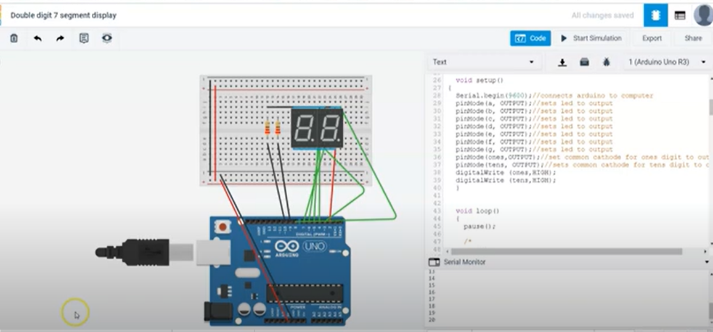 Double digit 7 segment display
All changes saved
Code
Start Simulation
Export
Share
Text
1 (Arduino Uno R3)
26 void setup()
27 {
28 Serial.begin(9600);//connects arduino to computer
29 pinMode(a, OUTPUT);//sets led to output
30 pinMode(b, OUTPUT);//sets led to output
31 pinMode(c, OUTPUT);//sets led to output
32 pinMode(d, OUTPUT);//sets led to output
33 pinMode(e, OUTPUT);//sets led to output
34 pinMode(f, OUTPUT);//sets led to output
35 pinMode(g, OUTPUT);//sets led to output
36 pinMode(ones,OUTPUT);//set common cathode for ones digit to out
37 pinMode(tens, OUTPUT);//sets common cathode for tens digit to o
38 digitalWrite (ones,HIGH);
39 digitalWrite (tens,HIGH);
40 }
41
42
43 void loop()
44 {
45 pause();
46
47 /*
Serial Monitor
13
14
15
16
17
18
19
20
ARDUINO
UNO